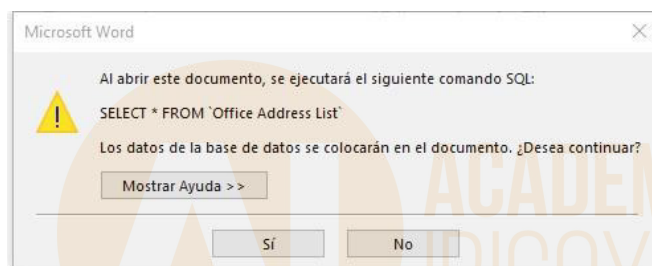 Microsoft Word
Al abrir este documento, se ejecutará el siguiente comando SQL:
SELECT * FROM `Office Address List`
Los datos de la base de datos se colocarán en el documento. ¿Desea continuar?
Mostrar Ayuda >>
Sí
No